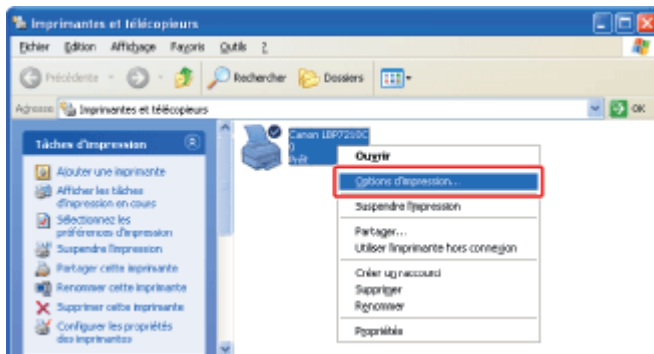 Imprimantes et télécopieurs
Fichier Edition Affichage Favoris Outils ?
Précédente Rechercher Dossiers
Adresse Imprimantes et télécopieurs OK
Tâches d'impression
Ajouter une imprimante
Afficher les tâches
d'impression en cours
Sélectionnez les
préférences d'impression
Suspendre l'impression
Partager cette imprimante
Renommer cette imprimante
Supprimer cette imprimante
Configurer les propriétés
des imprimantes
Canon LBP7210C
0
Prêt
Ouvrir
Options d'impression...
Suspendre l'impression
Partager...
Utiliser l'imprimante hors connexion
Créer un raccourci
Supprimer
Renommer
Propriétés